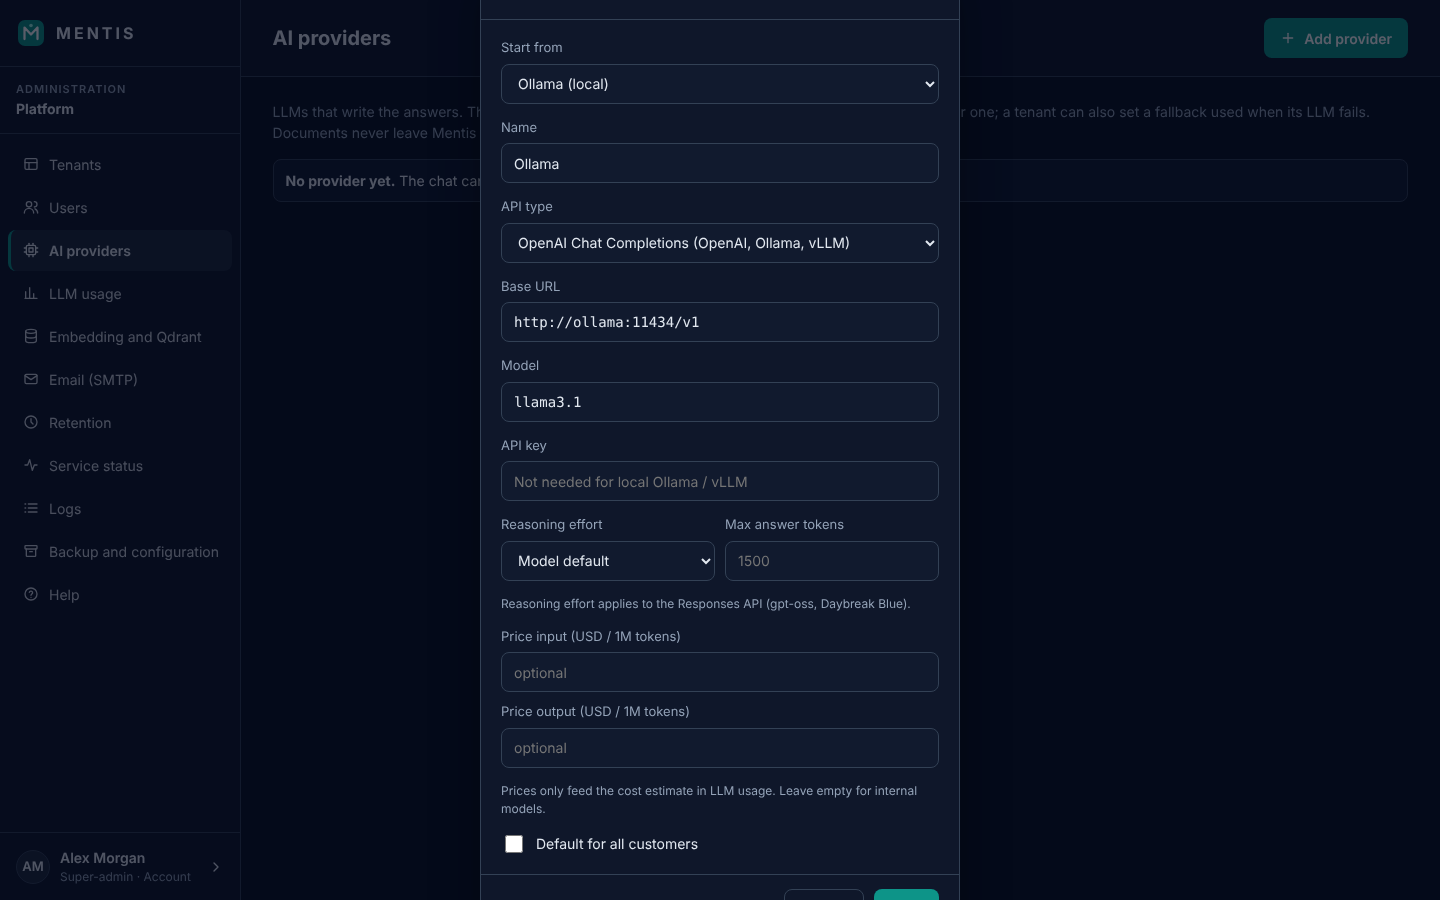 MENTIS
ADMINISTRATION
Platform
Tenants
Users
AI providers
LLM usage
Embedding and Qdrant
Email (SMTP)
Retention
Service status
Logs
Backup and configuration
Help
AM
Alex Morgan
Super-admin · Account
AI providers
Add provider
LLMs that write the answers.
r one; a tenant can also set a fallback used when its LLM fails.
Documents never leave Mentis
No provider yet. The chat
Start from
Ollama (local)
Name
Ollama
API type
OpenAI Chat Completions (OpenAI, Ollama, vLLM)
Base URL
http://ollama:11434/v1
Model
llama3.1
API key
Not needed for local Ollama / vLLM
Reasoning effort
Max answer tokens
Model default
1500
Reasoning effort applies to the Responses API (gpt-oss, Daybreak Blue).
Price input (USD / 1M tokens)
optional
Price output (USD / 1M tokens)
optional
Prices only feed the cost estimate in LLM usage. Leave empty for internal
models.
Default for all customers